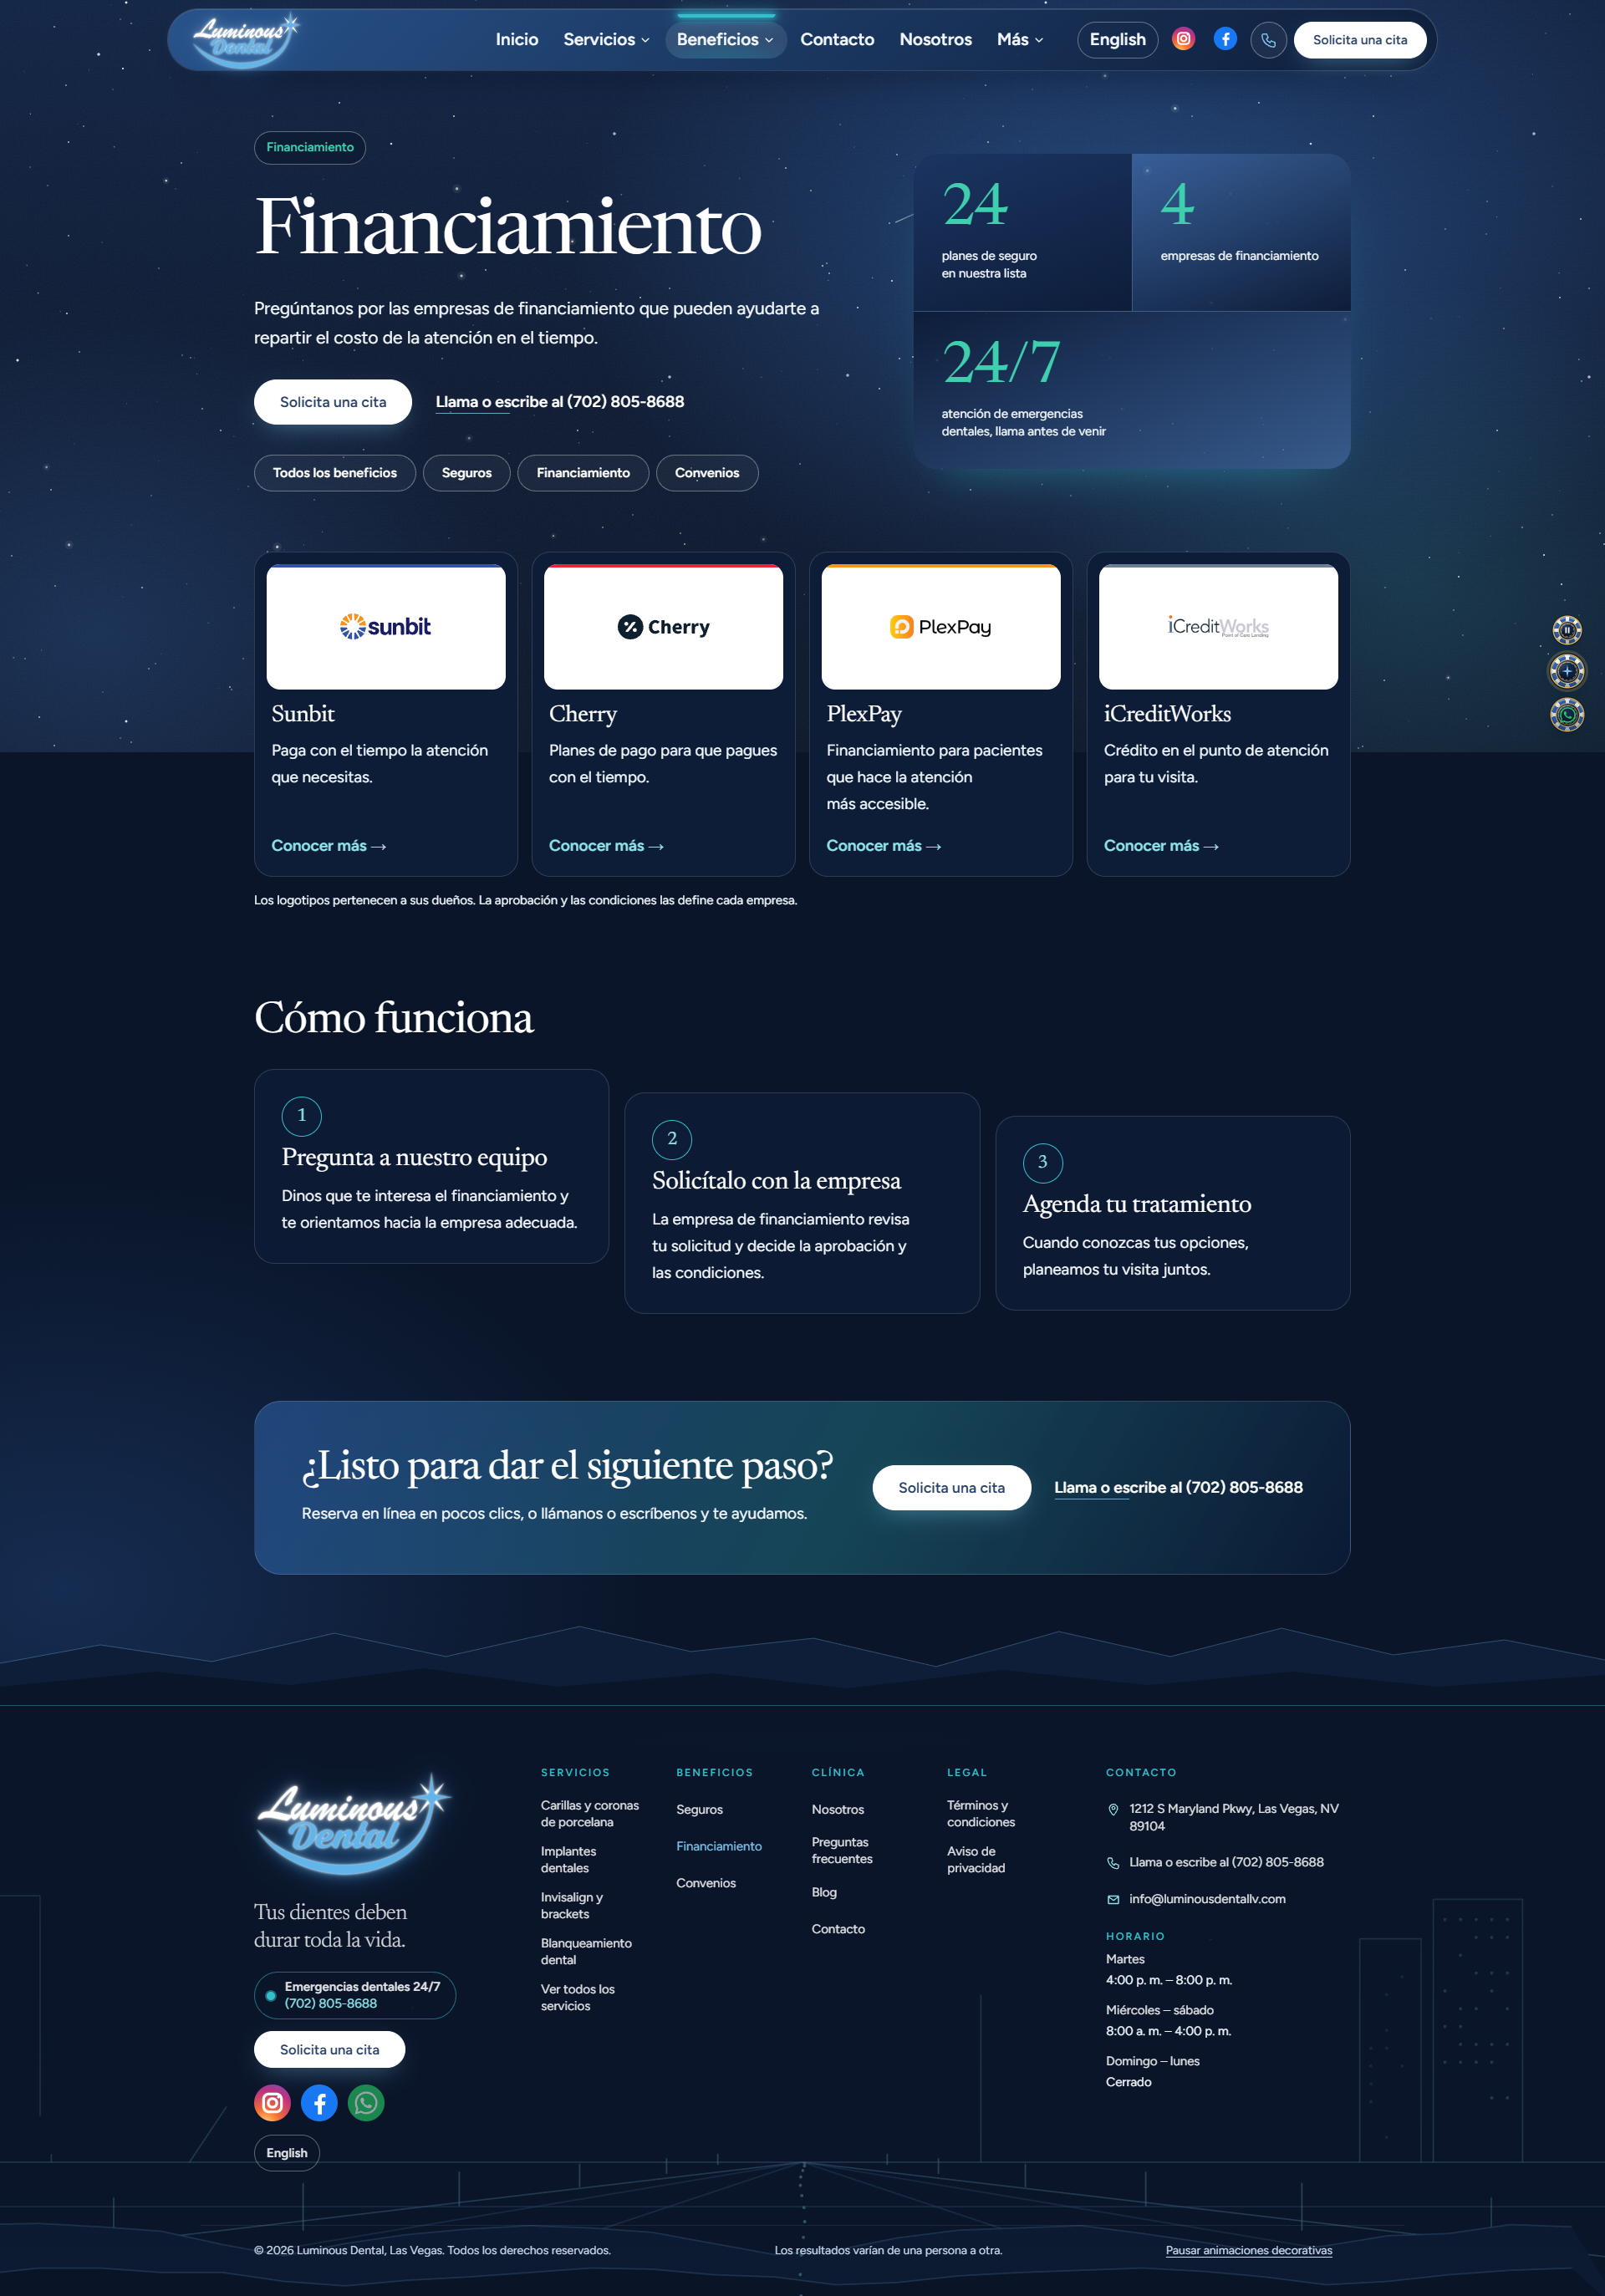 Luminous
Dental
Inicio
Servicios
Beneficios
Contacto
Nosotros
Más
English
Solicita una cita
Financiamiento
Financiamiento
Pregúntanos por las empresas de financiamiento que pueden ayudarte a
repartir el costo de la atención en el tiempo.
Solicita una cita
Llama o escribe al (702) 805-8688
Todos los beneficios
Seguros
Financiamiento
Convenios
24
planes de seguro
en nuestra lista
4
empresas de financiamiento
24/7
atención de emergencias
dentales, llama antes de venir
sunbit
Sunbit
Paga con el tiempo la atención
que necesitas.
Conocer más →
Cherry
Cherry
Planes de pago para que pagues
con el tiempo.
Conocer más →
PlexPay
PlexPay
Financiamiento para pacientes
que hace la atención
más accesible.
Conocer más →
iCreditWorks
Point of Care Lending
iCreditWorks
Crédito en el punto de atención
para tu visita.
Conocer más →
Los logotipos pertenecen a sus dueños. La aprobación y las condiciones las define cada empresa.
Cómo funciona
1
Pregunta a nuestro equipo
Dinos que te interesa el financiamiento y
te orientamos hacia la empresa adecuada.
2
Solicítalo con la empresa
La empresa de financiamiento revisa
tu solicitud y decide la aprobación y
las condiciones.
3
Agenda tu tratamiento
Cuando conozcas tus opciones,
planeamos tu visita juntos.
¿Listo para dar el siguiente paso?
Reserva en línea en pocos clics, o llámanos o escríbenos y te ayudamos.
Solicita una cita
Llama o escribe al (702) 805-8688
Luminous
Dental
Tus dientes deben
durar toda la vida.
Emergencias dentales 24/7
(702) 805-8688
Solicita una cita
English
SERVICIOS
Carillas y coronas
de porcelana
Implantes
dentales
Invisalign y
brackets
Blanqueamiento
dental
Ver todos los
servicios
BENEFICIOS
Seguros
Financiamiento
Convenios
CLÍNICA
Nosotros
Preguntas
frecuentes
Blog
Contacto
LEGAL
Términos y
condiciones
Aviso de
privacidad
CONTACTO
1212 S Maryland Pkwy, Las Vegas, NV
89104
Llama o escribe al (702) 805-8688
info@luminousdentallv.com
HORARIO
Martes
4:00 p. m. – 8:00 p. m.
Miércoles – sábado
8:00 a. m. – 4:00 p. m.
Domingo – lunes
Cerrado
© 2026 Luminous Dental, Las Vegas. Todos los derechos reservados.
Los resultados varían de una persona a otra.
Pausar animaciones decorativas